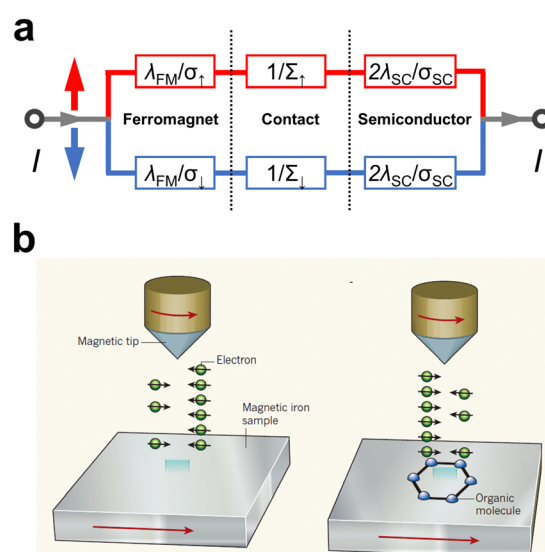 a
λFM/σ↑ 1/Σ↑ 2λSC/σSC
Ferromagnet Contact Semiconductor
I I
λFM/σ↓ 1/Σ↓ 2λSC/σSC
b
Magnetic tip
Electron
Magnetic iron
sample
Organic
molecule